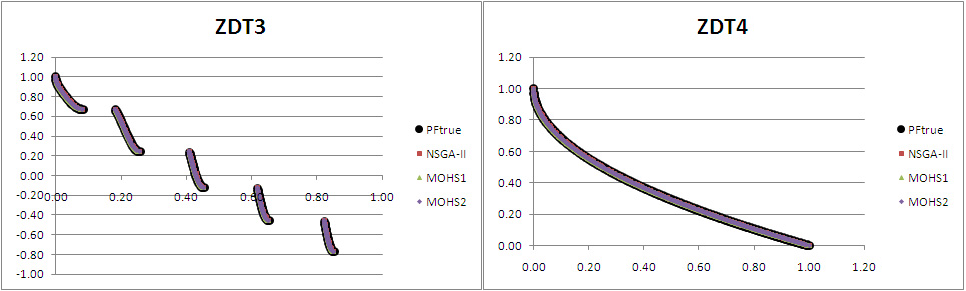 ZDT3
1.20
1.00
0.80
0.60
0.40
0.20
0.00
-0.20
-0.40
-0.60
-0.80
-1.00
0.00 0.20 0.40 0.60 0.80 1.00
PFtrue
NSGA-II
MOHS1
MOHS2
ZDT4
1.20
1.00
0.80
0.60
0.40
0.20
0.00
0.00 0.20 0.40 0.60 0.80 1.00 1.20
PFtrue
NSGA-II
MOHS1
MOHS2